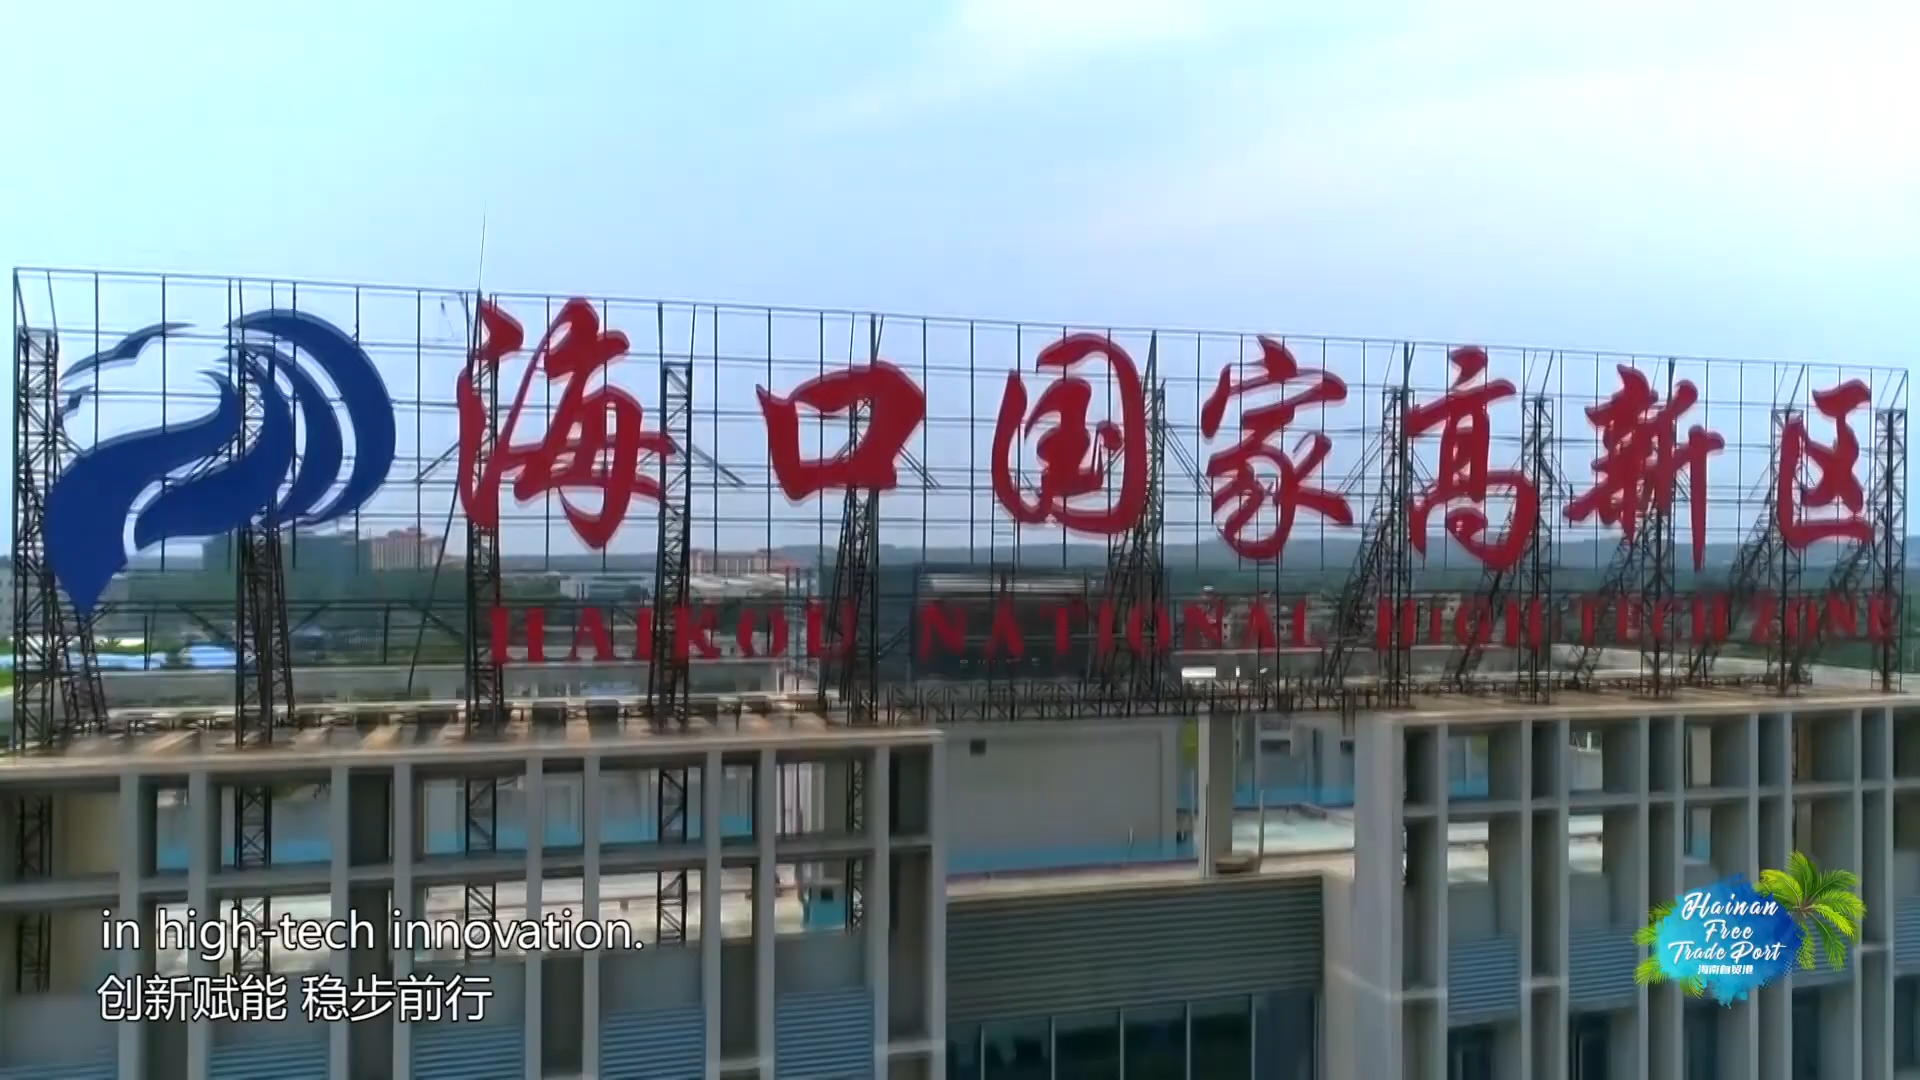 海口国家高新区
HAIKOU NATIONAL HIGH-TECH ZONE
in high-tech innovation.
创新赋能 稳步前行
Hainan
Free
Trade Port
海南自贸港